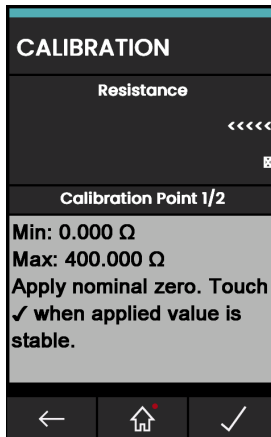 CALIBRATION
Resistance
<<<<<
Calibration Point 1/2
Min: 0.000 Ω
Max: 400.000 Ω
Apply nominal zero. Touch
✓ when applied value is
stable.